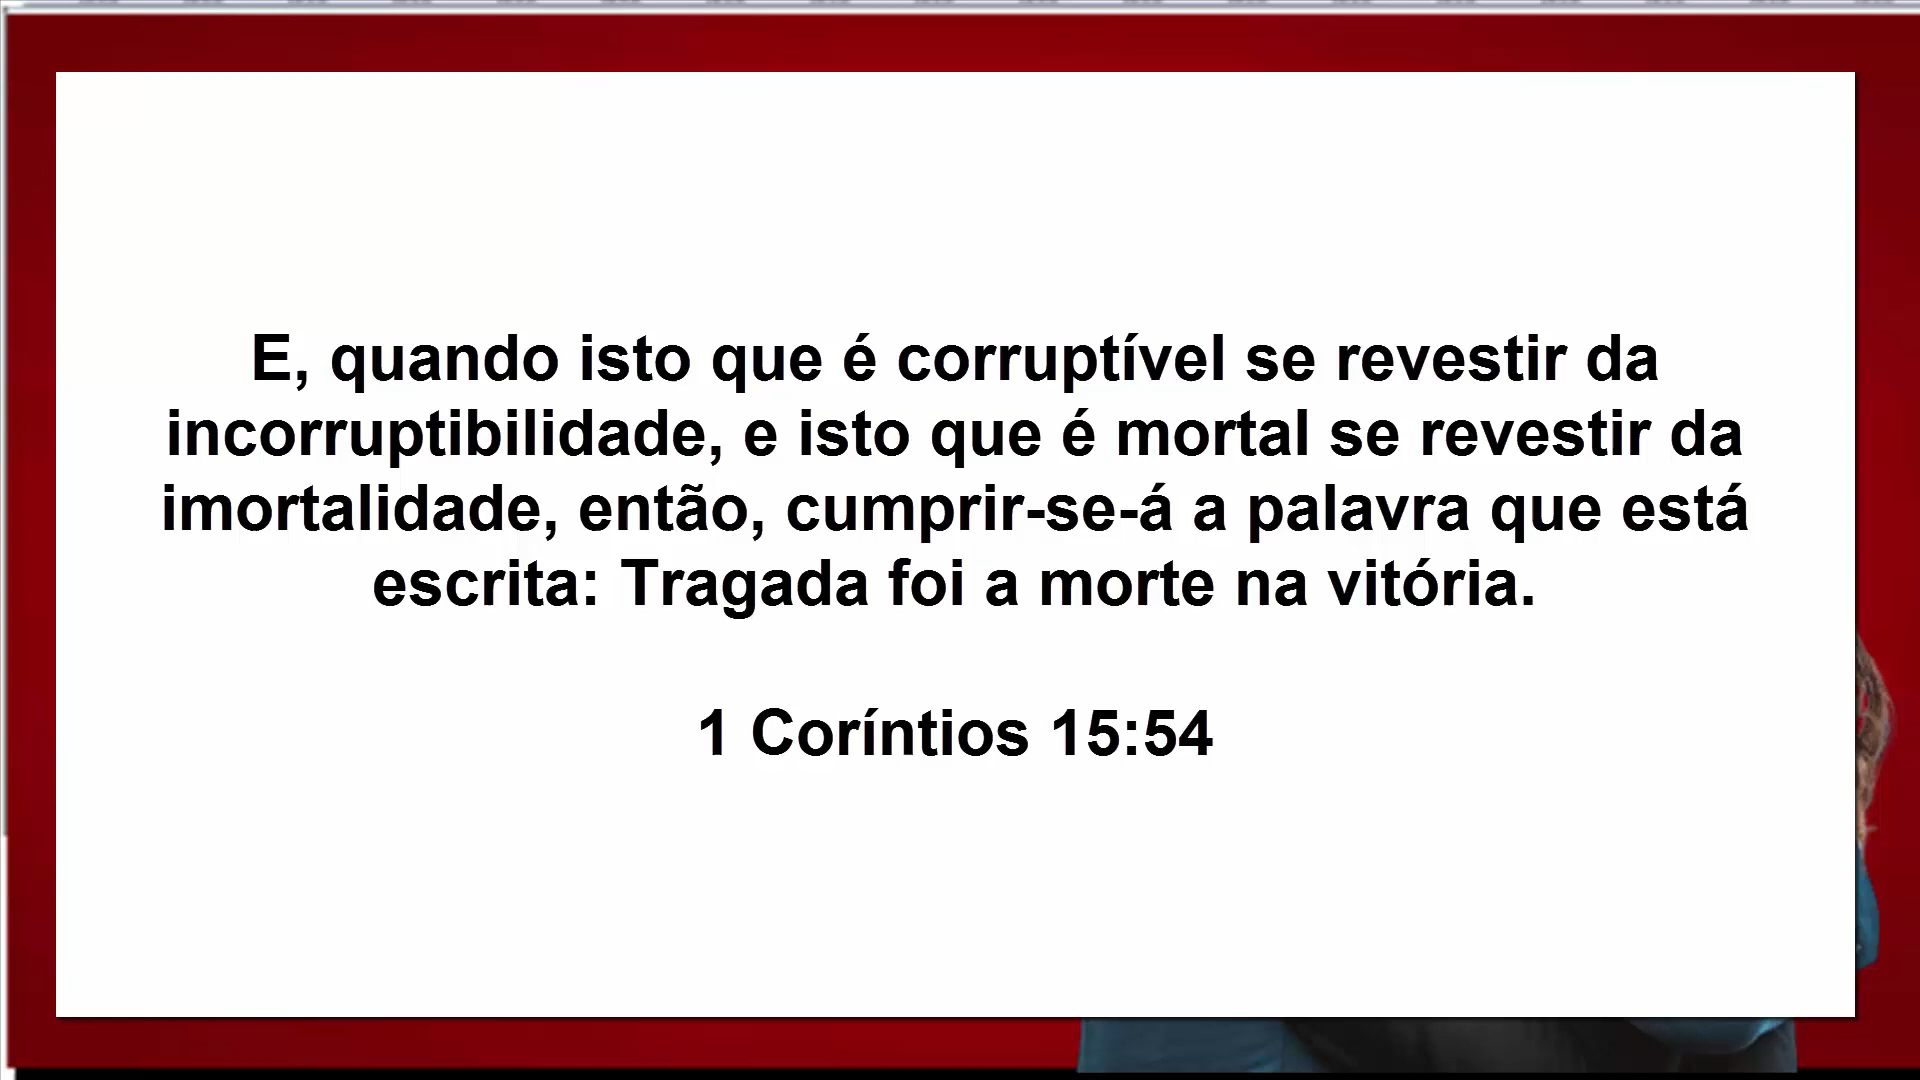 E, quando isto que é corruptível se revestir da
incorruptibilidade, e isto que é mortal se revestir da
imortalidade, então, cumprir-se-á a palavra que está
escrita: Tragada foi a morte na vitória.
1 Coríntios 15:54